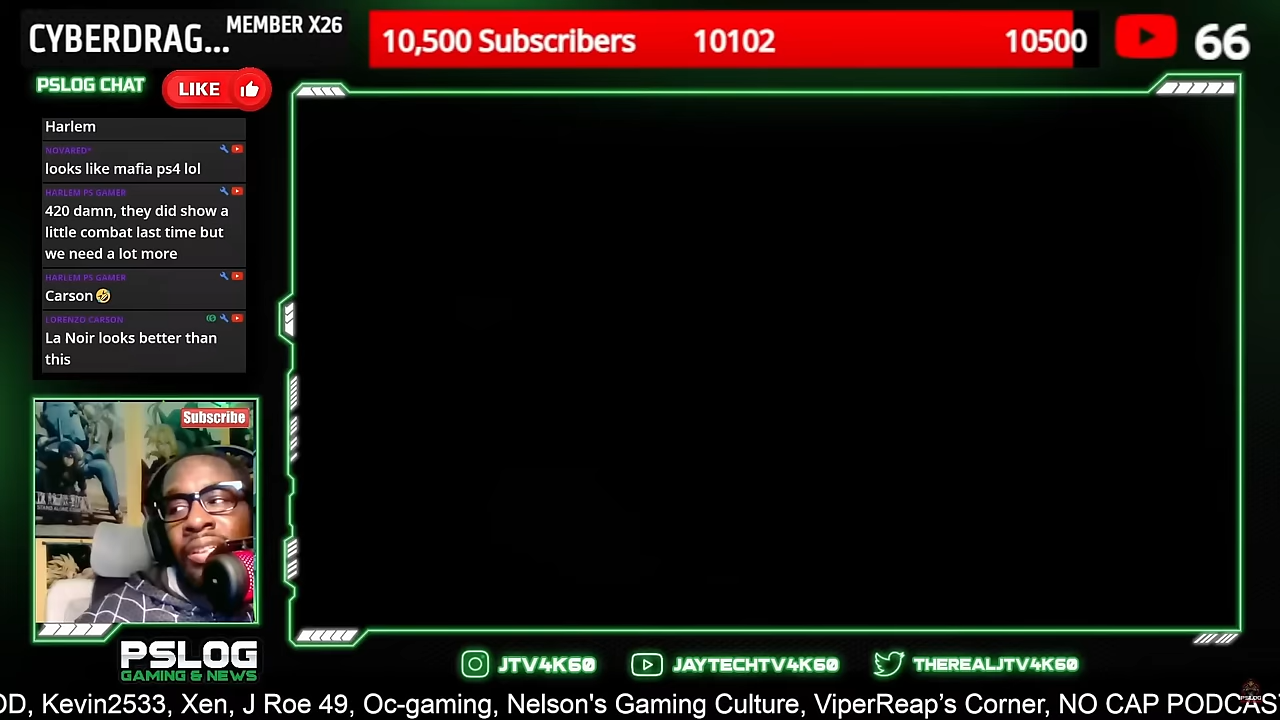 CYBERDRAG...
MEMBER X26
10,500 Subscribers
10102
10500
66
PSLOG CHAT
LIKE
Harlem
NOVARED*
looks like mafia ps4 lol
HARLEM PS GAMER
420 damn, they did show a
little combat last time but
we need a lot more
HARLEM PS GAMER
Carson🤣
LORENZO CARSON
La Noir looks better than
this
Subscribe
PSLOG
GAMING & NEWS
JTV4K60
JAYTECHTV4K60
THEREALJTV4K60
OD, Kevin2533, Xen, J Roe 49, Oc-gaming, Nelson's Gaming Culture, ViperReap’s Corner, NO CAP PODCAS